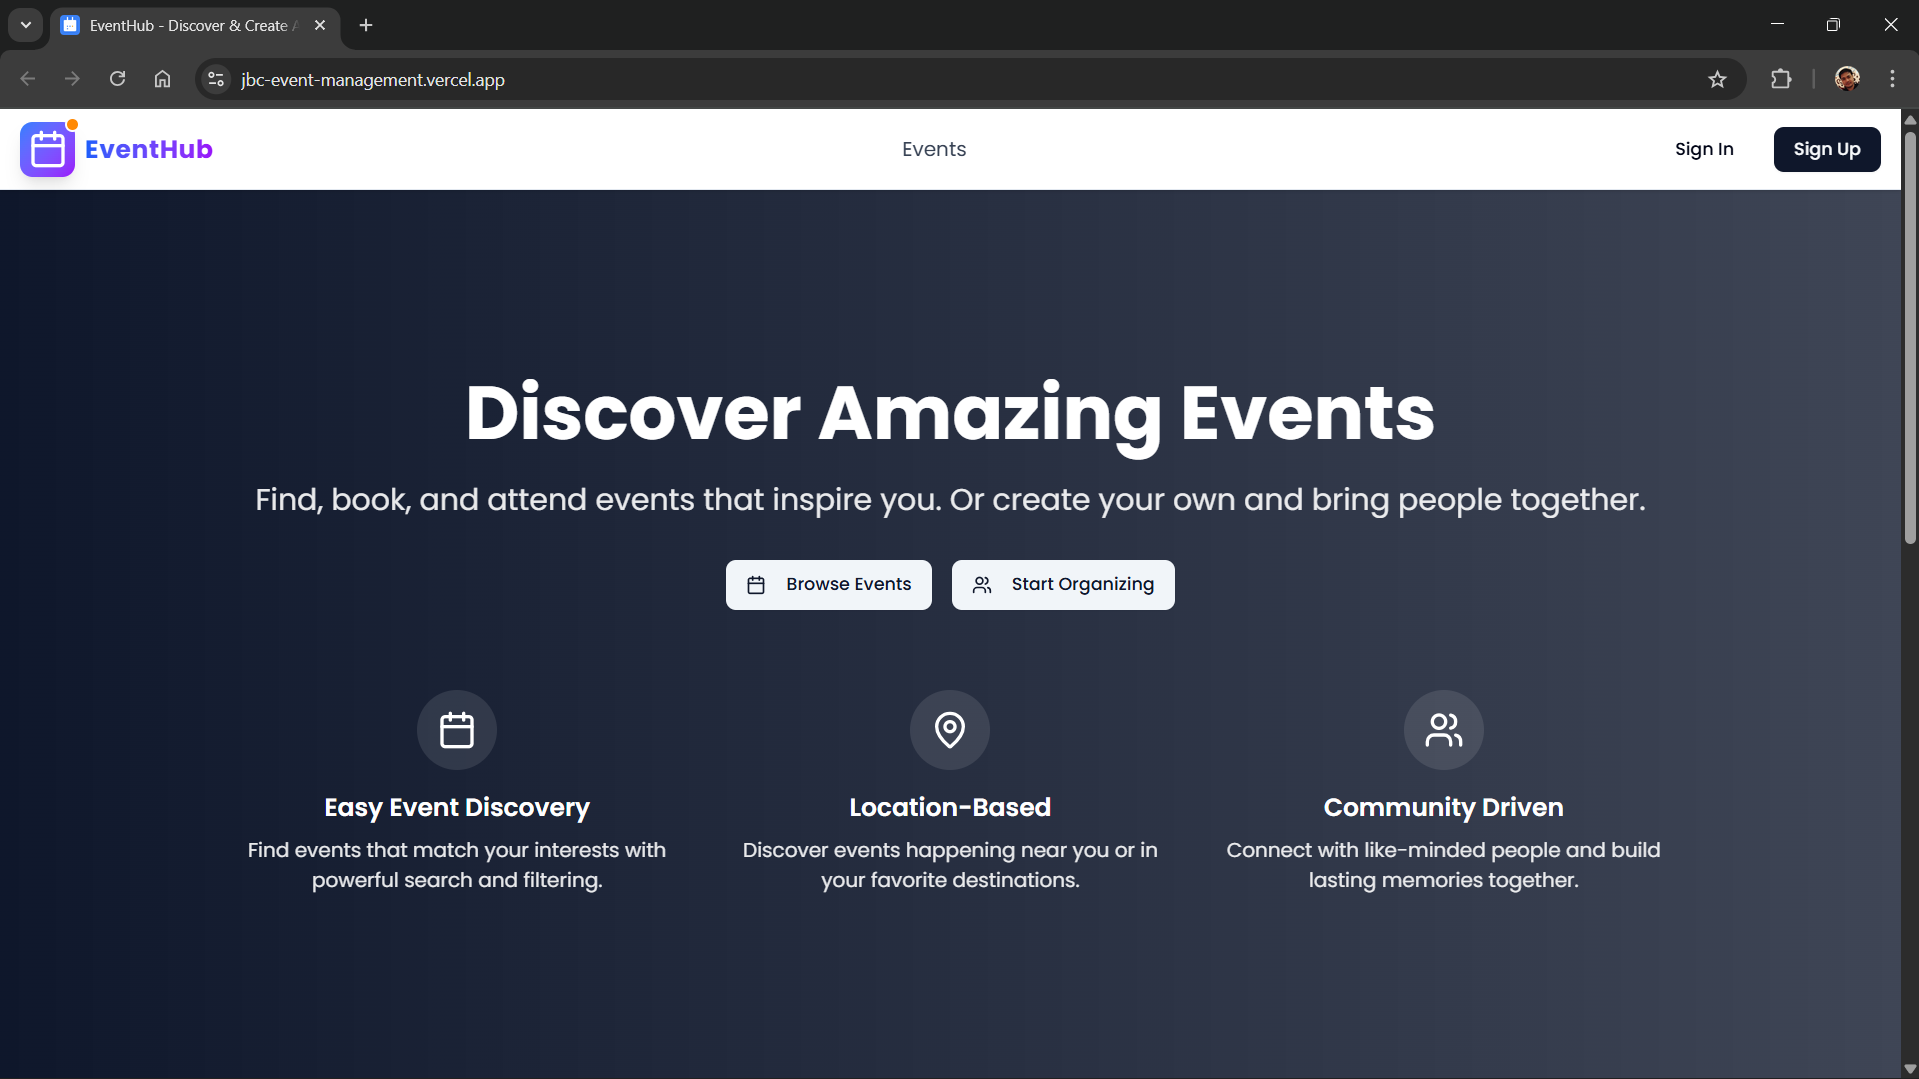 EventHub - Discover & Create
jbc-event-management.vercel.app
EventHub
Events
Sign In
Sign Up
Discover Amazing Events
Find, book, and attend events that inspire you. Or create your own and bring people together.
Browse Events
Start Organizing
Easy Event Discovery
Find events that match your interests with
powerful search and filtering.
Location-Based
Discover events happening near you or in
your favorite destinations.
Community Driven
Connect with like-minded people and build
lasting memories together.